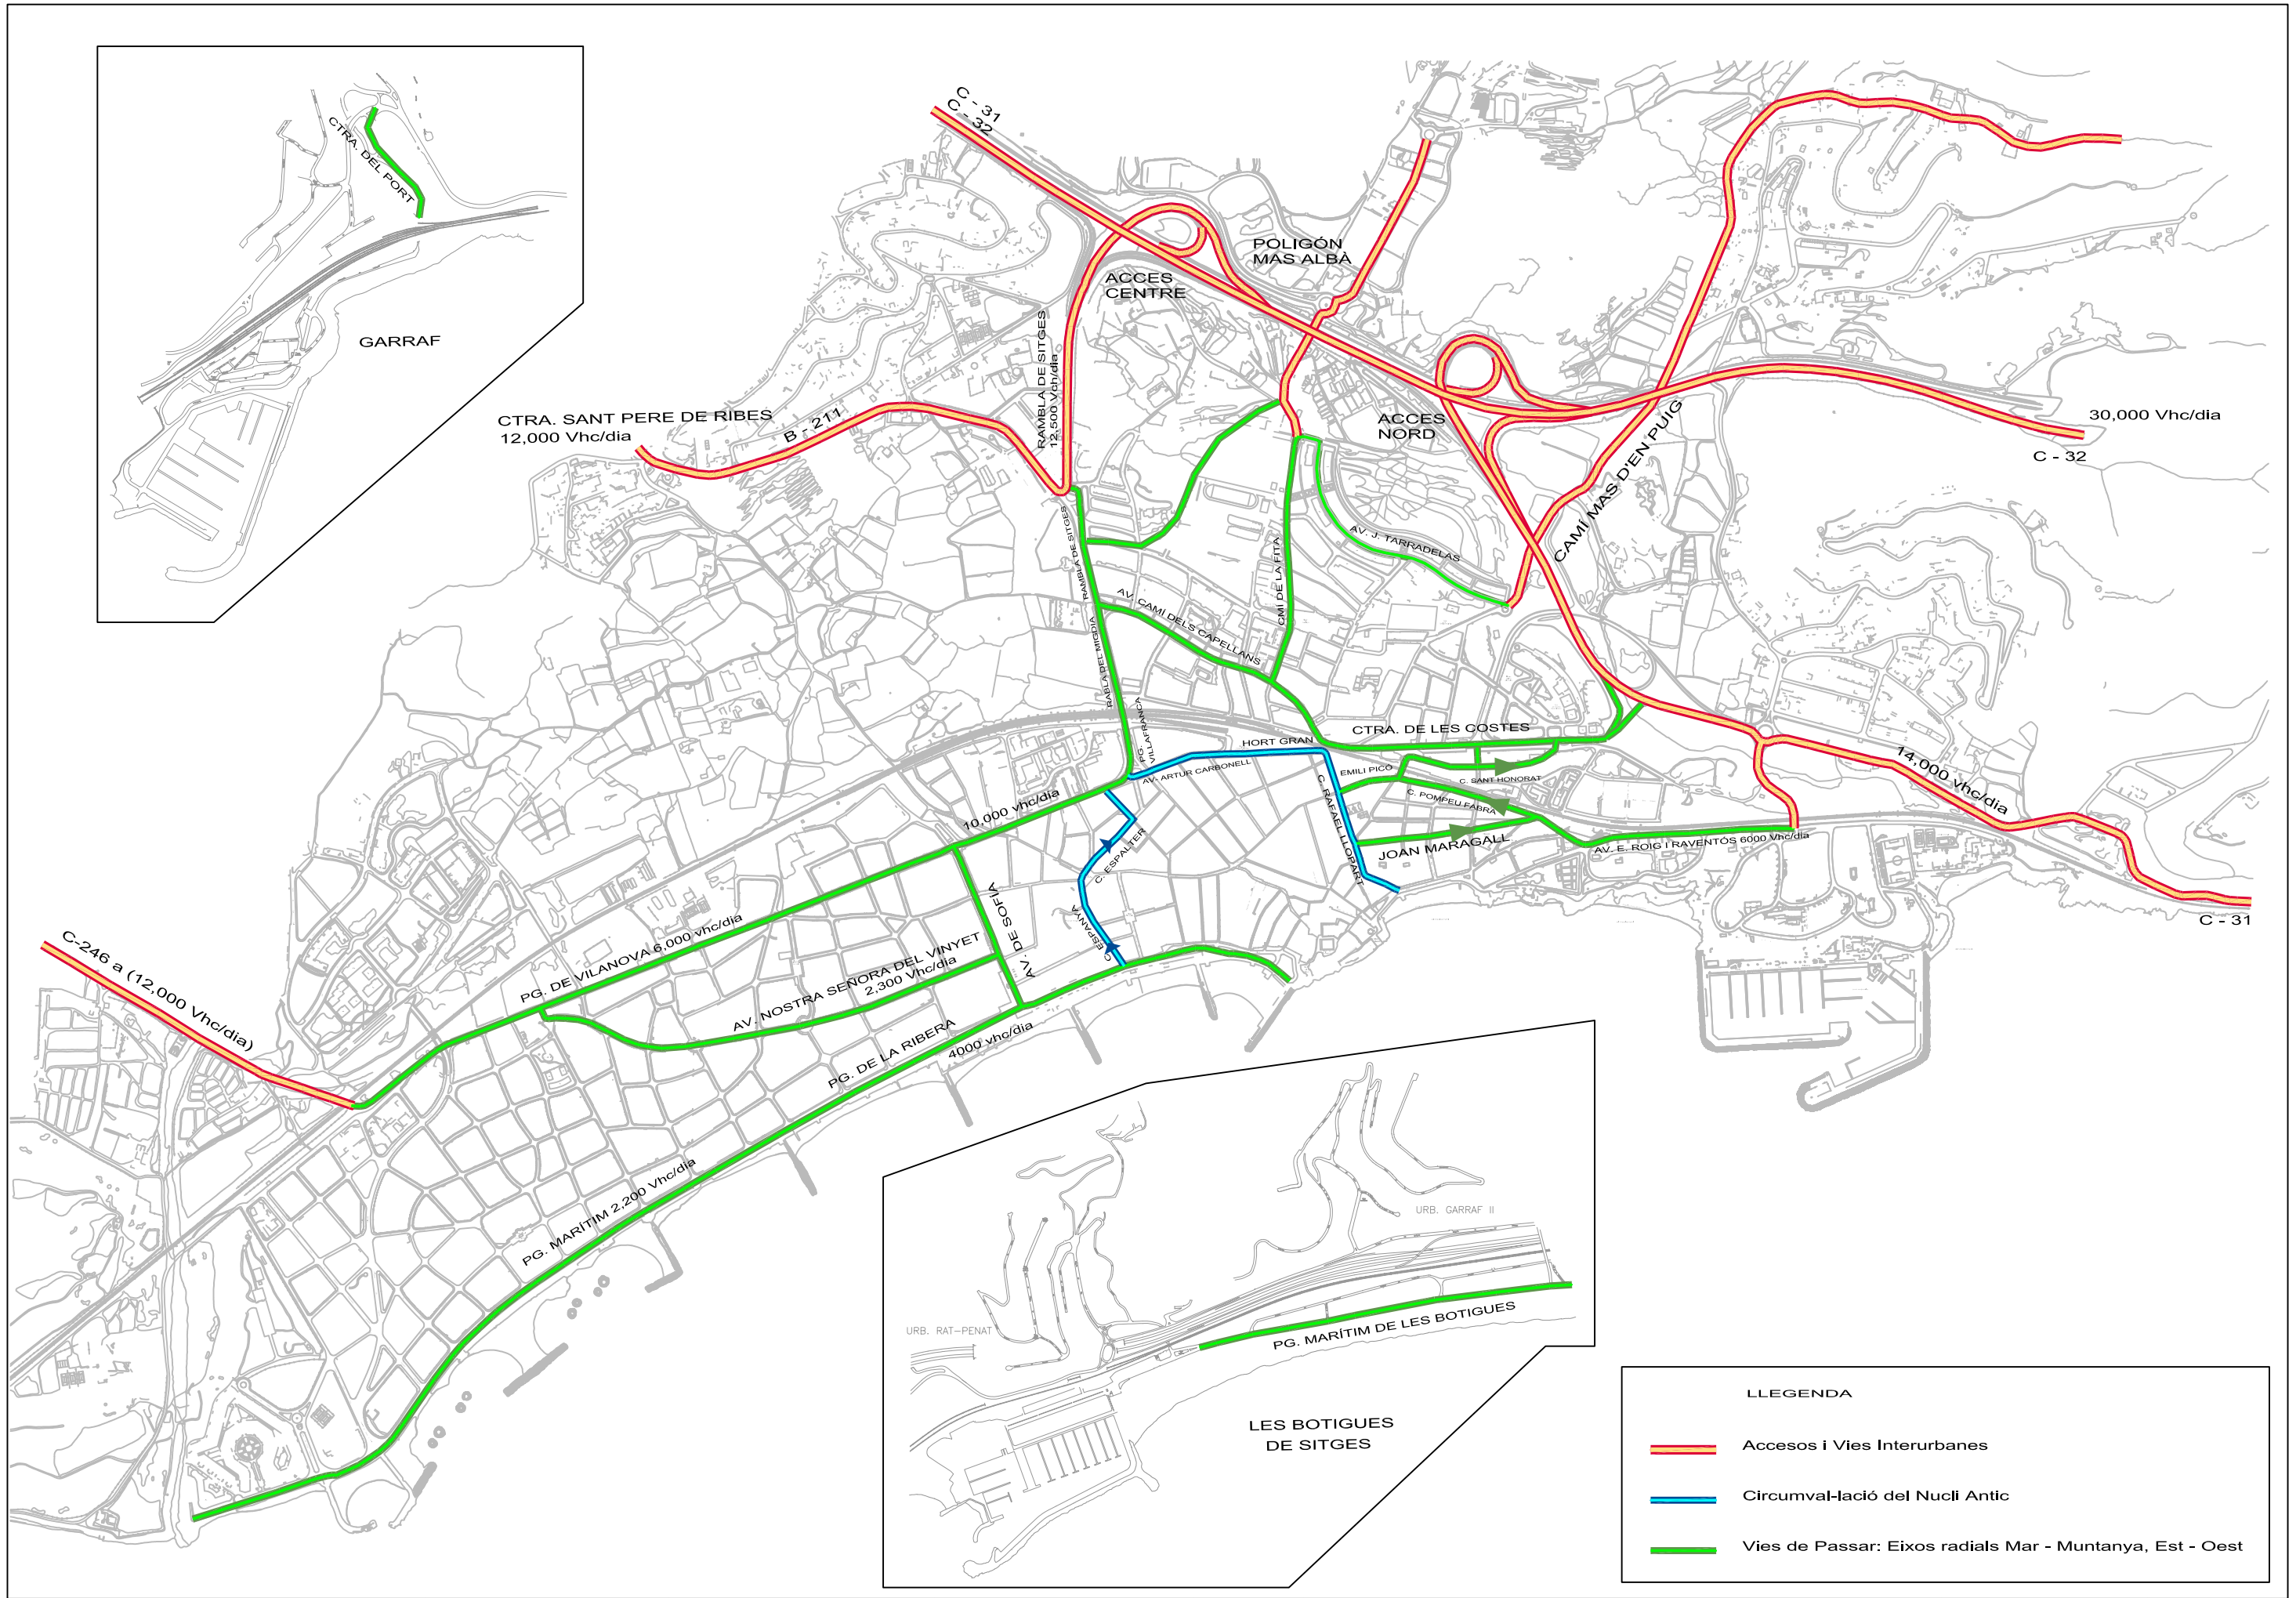 C - 31
C - 32
CTRA. DEL PORT
GARRAF
POLIGÓN
MAS ALBÀ
ACCES
CENTRE
RAMBLA DE SITGES
12,500 Vch/dia
CTRA. SANT PERE DE RIBES
12,000 Vhc/dia
B - 211
ACCES
NORD
30,000 Vhc/dia
C - 32
CAMÍ MAS D'EN PUIG
RAMBLA DE SITGES
AV. J. TARRADELAS
CMÍ DE LA FITA
AV. CAMÍ DELS CAPELLANS
RABLA DEL MIGDIA
PG. VILLAFRANCA
CTRA. DE LES COSTES
HORT GRAN
AV. ARTUR CARBONELL
EMILI PICÓ
C. SANT HONORAT
C. POMPEU FABRA
C. RAFAEL LLOPART
JOAN MARAGALL
AV. E. ROIG I RAVENTÓS 6000 Vhc/dia
14,000 vhc/dia
C - 31
10,000 vhc/dia
C. ESPALTER
C. ESPANYA
AV. DE SOFÍA
PG. DE VILANOVA 6,000 vhc/dia
AV. NOSTRA SEÑORA DEL VINYET
2,300 Vhc/dia
C-246 a (12,000 Vhc/dia)
PG. DE LA RIBERA
4000 vhc/dia
PG. MARÍTIM 2,200 Vhc/dia
URB. GARRAF II
URB. RAT-PENAT
PG. MARÍTIM DE LES BOTIGUES
LES BOTIGUES
DE SITGES
LLEGENDA
Accesos i Vies Interurbanes
Circumval-lació del Nucli Antic
Vies de Passar: Eixos radials Mar - Muntanya, Est - Oest